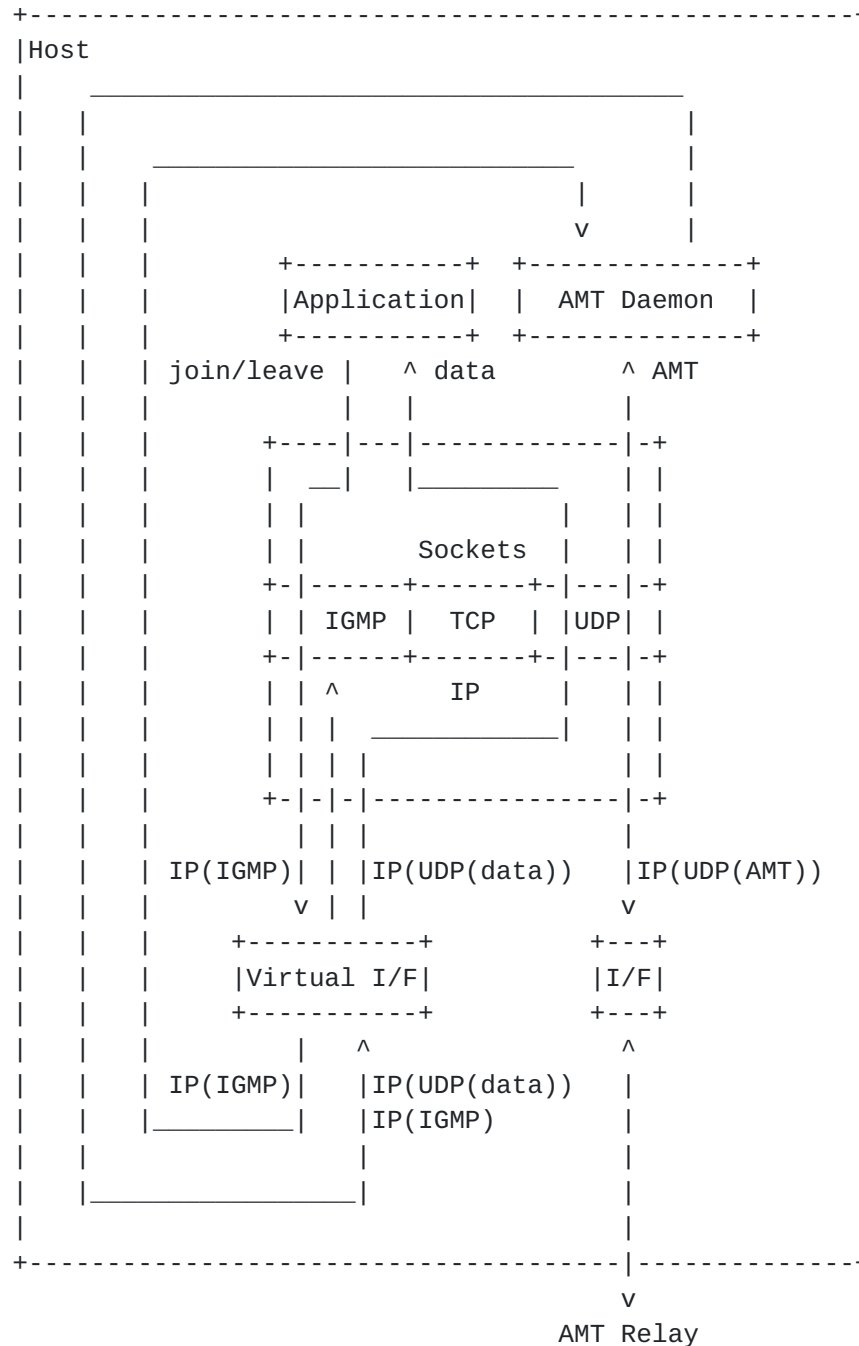 Host
Application AMT Daemon
join/leave data AMT
Sockets
IGMP TCP UDP
IP
IP(IGMP) IP(UDP(data)) IP(UDP(AMT))
Virtual I/F I/F
IP(IGMP) IP(UDP(data))
IP(IGMP)
AMT Relay